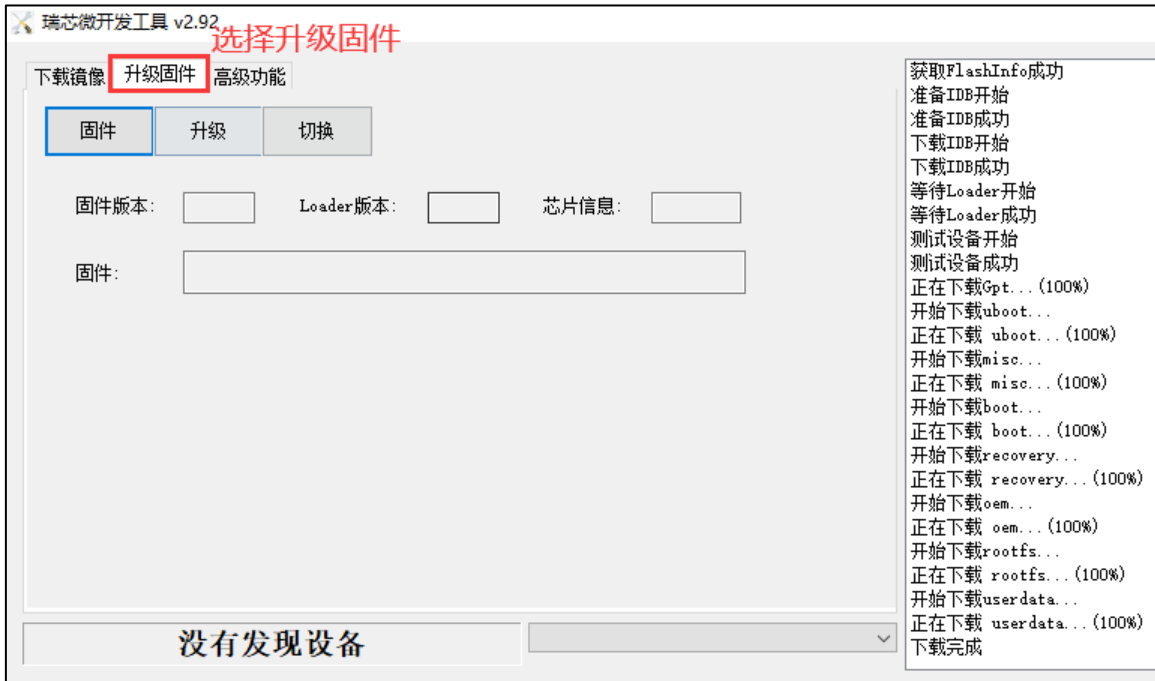 瑞芯微开发工具 v2.92
选择升级固件
下载镜像 升级固件 高级功能
固件 升级 切换
固件版本: Loader版本: 芯片信息:
固件:
没有发现设备
获取FlashInfo成功
准备IDB开始
准备IDB成功
下载IDB开始
下载IDB成功
等待Loader开始
等待Loader成功
测试设备开始
测试设备成功
正在下载Gpt...(100%)
开始下载uboot...
正在下载 uboot...(100%)
开始下载misc...
正在下载 misc...(100%)
开始下载boot...
正在下载 boot...(100%)
开始下载recovery...
正在下载 recovery...(100%)
开始下载oem...
正在下载 oem...(100%)
开始下载rootfs...
正在下载 rootfs...(100%)
开始下载userdata...
正在下载 userdata...(100%)
下载完成